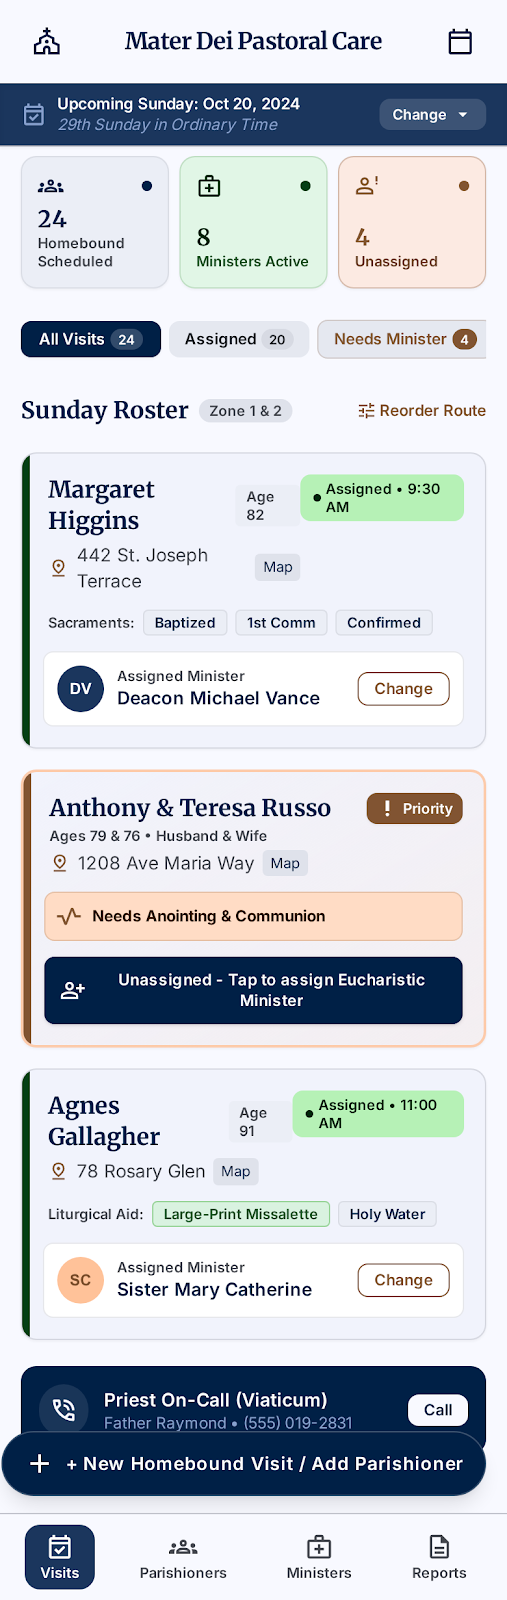 Mater Dei Pastoral Care
Upcoming Sunday: Oct 20, 2024
29th Sunday in Ordinary Time
Change
24
Homebound
Scheduled
8
Ministers Active
4
Unassigned
All Visits 24
Assigned 20
Needs Minister 4
Sunday Roster
Zone 1 & 2
Reorder Route
Margaret
Higgins
Age
82
Assigned • 9:30
AM
442 St. Joseph
Terrace
Map
Sacraments:
Baptized
1st Comm
Confirmed
DV
Assigned Minister
Deacon Michael Vance
Change
Anthony & Teresa Russo
Priority
Ages 79 & 76 • Husband & Wife
1208 Ave Maria Way
Map
Needs Anointing & Communion
Unassigned - Tap to assign Eucharistic
Minister
Agnes
Gallagher
Age
91
Assigned • 11:00
AM
78 Rosary Glen
Map
Liturgical Aid:
Large-Print Missalette
Holy Water
SC
Assigned Minister
Sister Mary Catherine
Change
Priest On-Call (Viaticum)
Father Raymond • (555) 019-2831
Call
+ New Homebound Visit / Add Parishioner
Visits
Parishioners
Ministers
Reports